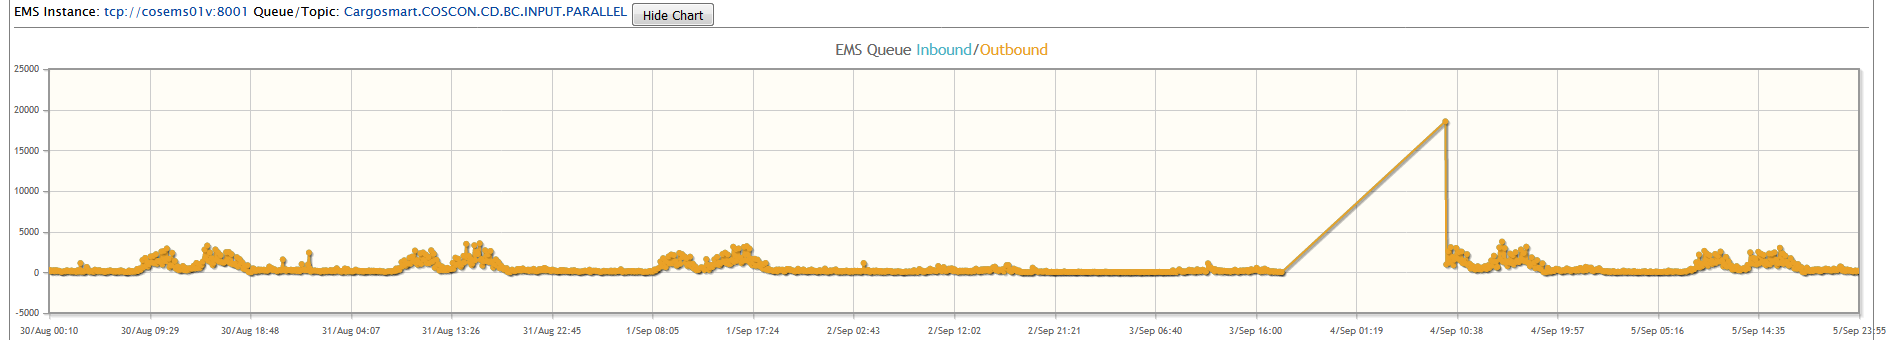 EMS Instance: tcp://cosems01v:8001 Queue/Topic: Cargosmart.COSCON.CD.BC.INPUT.PARALLEL Hide Chart
EMS Queue Inbound/Outbound
25000
20000
15000
10000
5000
0
-5000
30/Aug 00:10 30/Aug 09:29 30/Aug 18:48 31/Aug 04:07 31/Aug 13:26 31/Aug 22:45 1/Sep 08:05 1/Sep 17:24 2/Sep 02:43 2/Sep 12:02 2/Sep 21:21 3/Sep 06:40 3/Sep 16:00 4/Sep 01:19 4/Sep 10:38 4/Sep 19:57 5/Sep 05:16 5/Sep 14:35 5/Sep 23:55